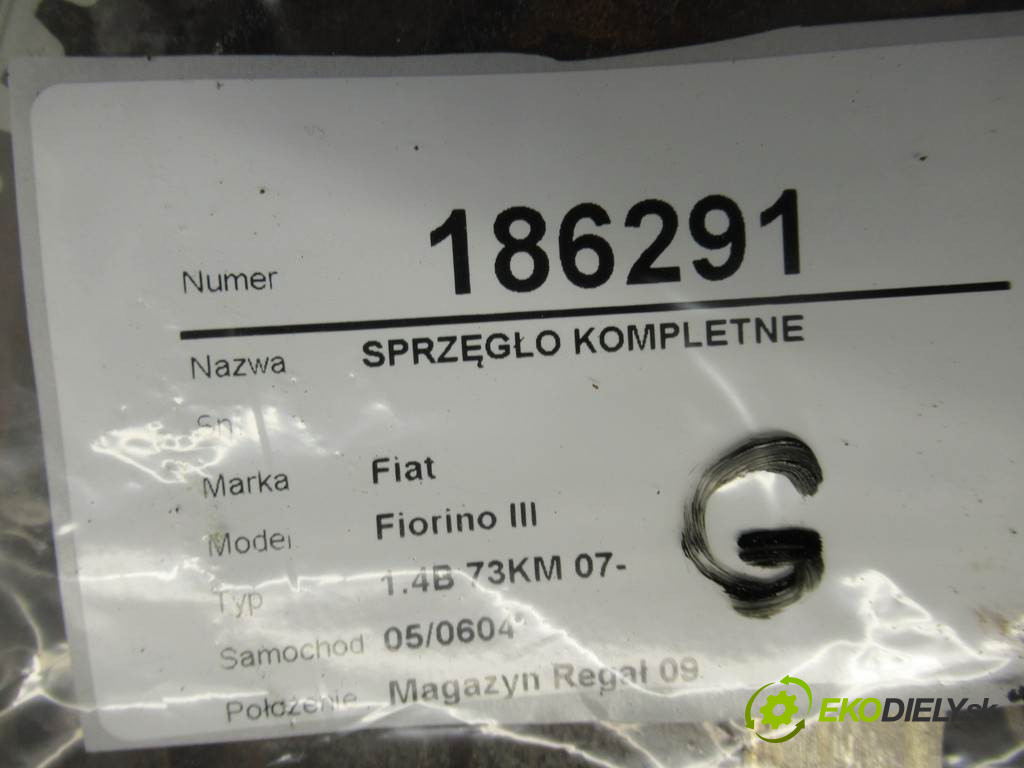 Numer 186291
Nazwa SPRZĘGŁO KOMPLETNE
Sn.
Marka Fiat
Model Fiorino III
Typ 1.4B 73KM 07-
Samochod 05/0604
Położenie Magazyn Regał 09
G
EKODIELY.sk